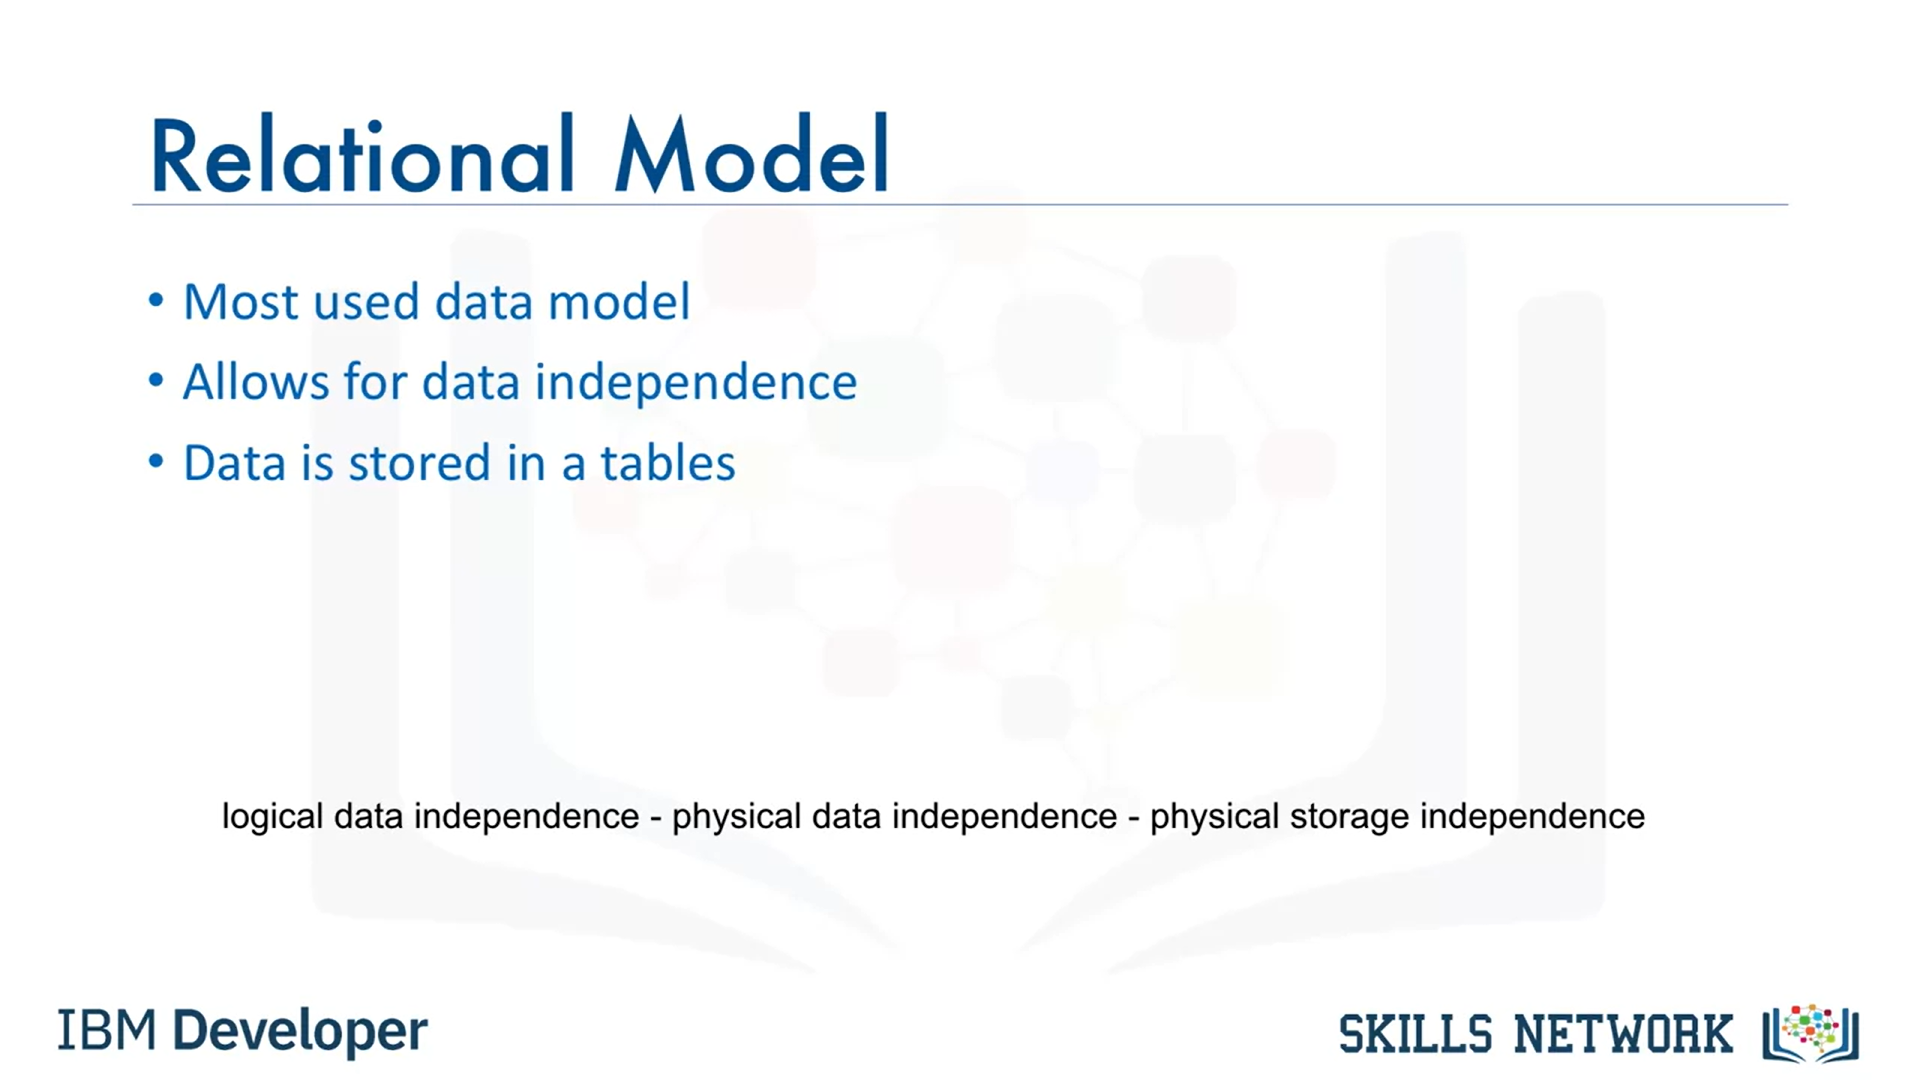 Relational Model
• Most used data model
• Allows for data independence
• Data is stored in a tables
logical data independence - physical data independence - physical storage independence
IBM Developer
SKILLS NETWORK